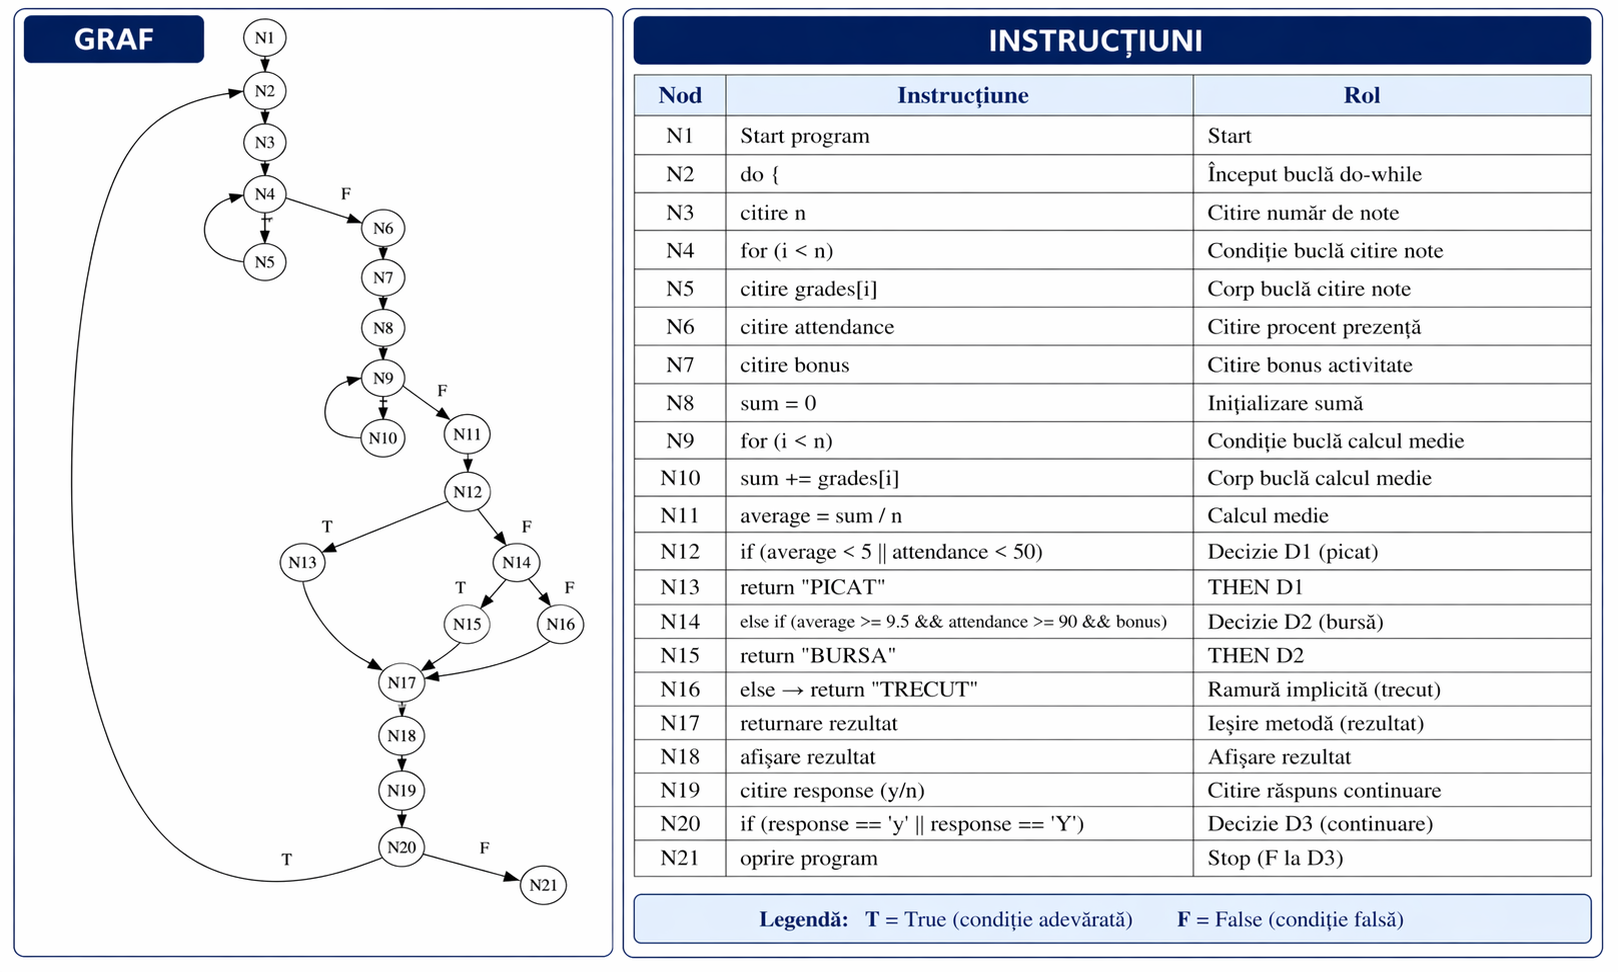 GRAF
N1
N2
N3
N4
F
T
N6
N5
N7
N8
N9
F
N10
N11
N12
T
F
N13
N14
T
F
N15
N16
N17
N18
N19
N20
T
F
N21
INSTRUCȚIUNI
Nod Instrucțiune Rol
N1 Start program Start
N2 do { Început buclă do-while
N3 citire n Citire număr de note
N4 for (i < n) Condiție buclă citire note
N5 citire grades[i] Corp buclă citire note
N6 citire attendance Citire procent prezență
N7 citire bonus Citire bonus activitate
N8 sum = 0 Inițializare sumă
N9 for (i < n) Condiție buclă calcul medie
N10 sum += grades[i] Corp buclă calcul medie
N11 average = sum / n Calcul medie
N12 if (average < 5 || attendance < 50) Decizie D1 (picat)
N13 return "PICAT" THEN D1
N14 else if (average >= 9.5 && attendance >= 90 && bonus) Decizie D2 (bursă)
N15 return "BURSA" THEN D2
N16 else → return "TRECUT" Ramură implicită (trecut)
N17 returnare rezultat Ieșire metodă (rezultat)
N18 afișare rezultat Afișare rezultat
N19 citire response (y/n) Citire răspuns continuare
N20 if (response == 'y' || response == 'Y') Decizie D3 (continuare)
N21 oprire program Stop (F la D3)
Legendă: T = True (condiție adevărată) F = False (condiție falsă)